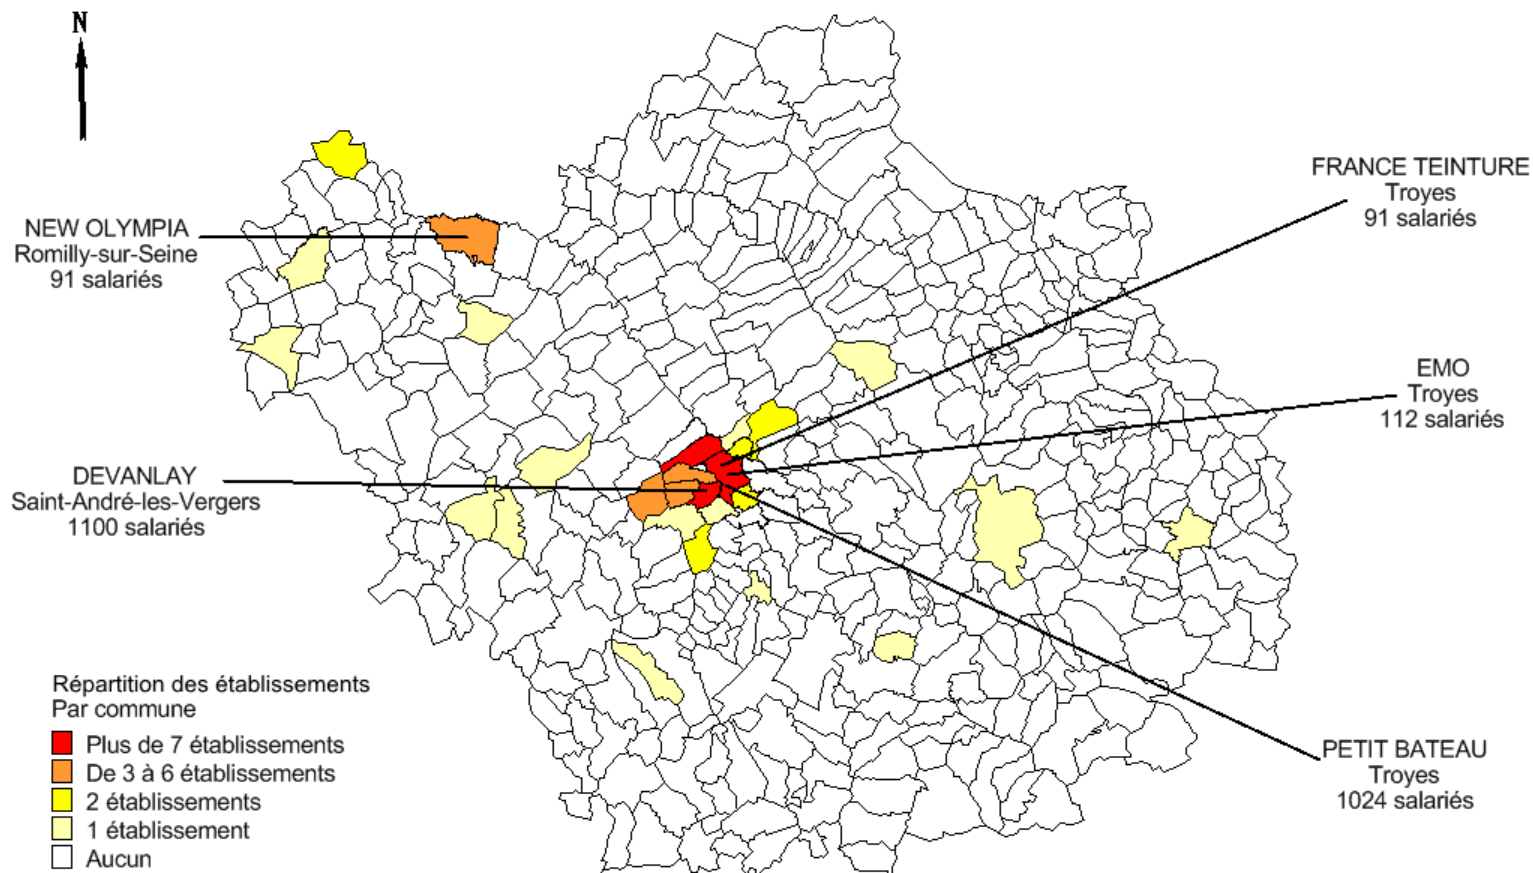 N
FRANCE TEINTURE
Troyes
91 salariés
NEW OLYMPIA
Romilly-sur-Seine
91 salariés
EMO
Troyes
112 salariés
DEVANLAY
Saint-André-les-Vergers
1100 salariés
PETIT BATEAU
Troyes
1024 salariés
Répartition des établissements
Par commune
Plus de 7 établissements
De 3 à 6 établissements
2 établissements
1 établissement
Aucun